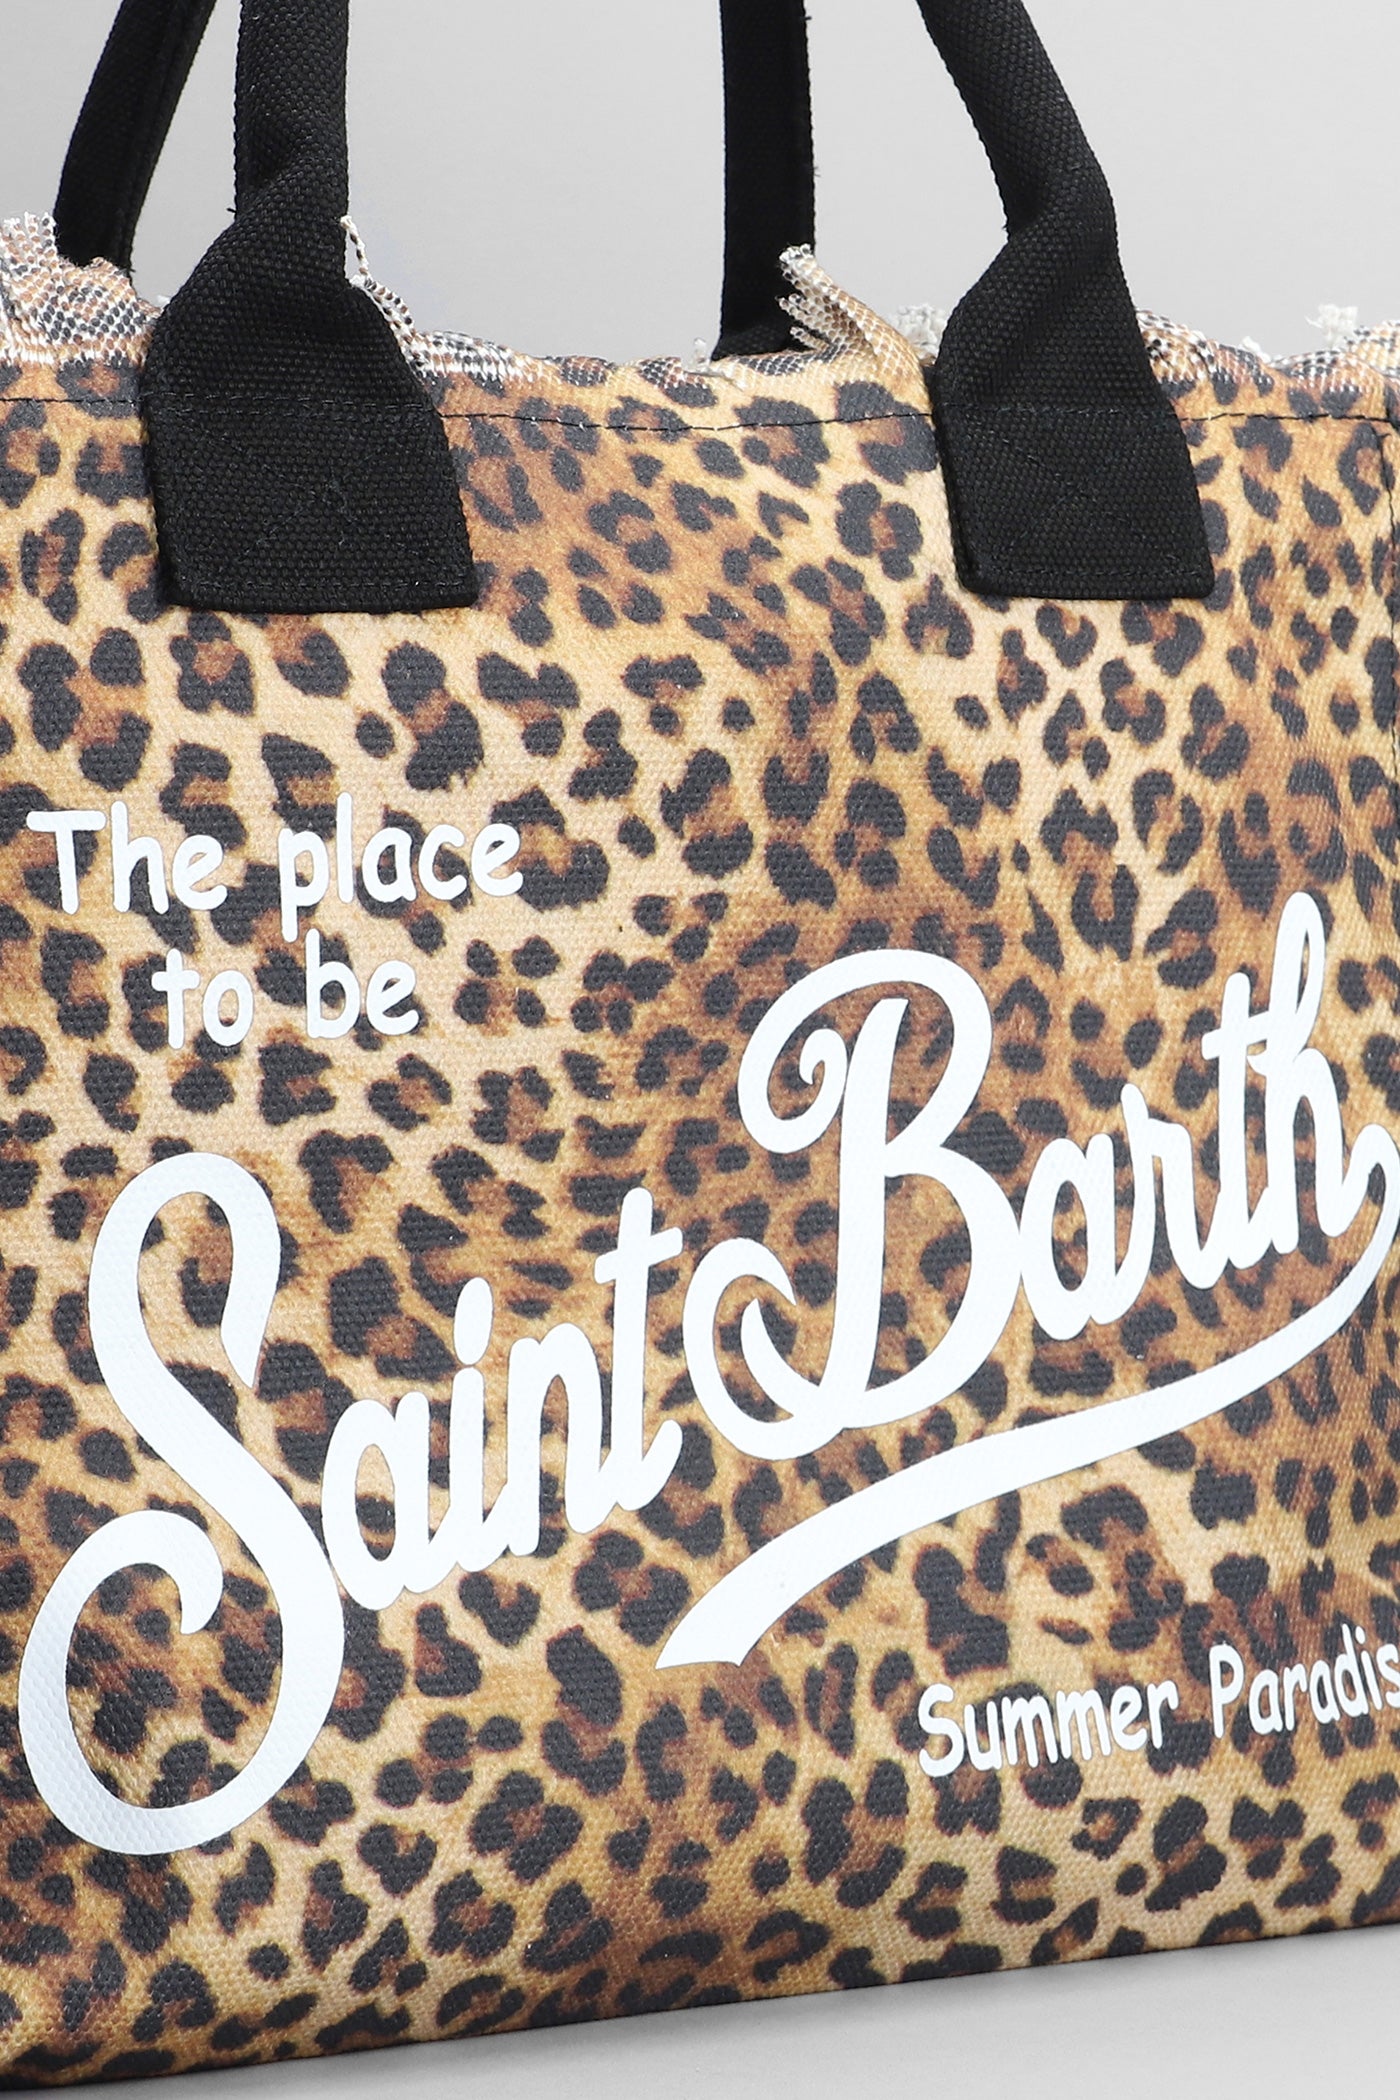 The place
to be
Saint Barth
Summer Paradis